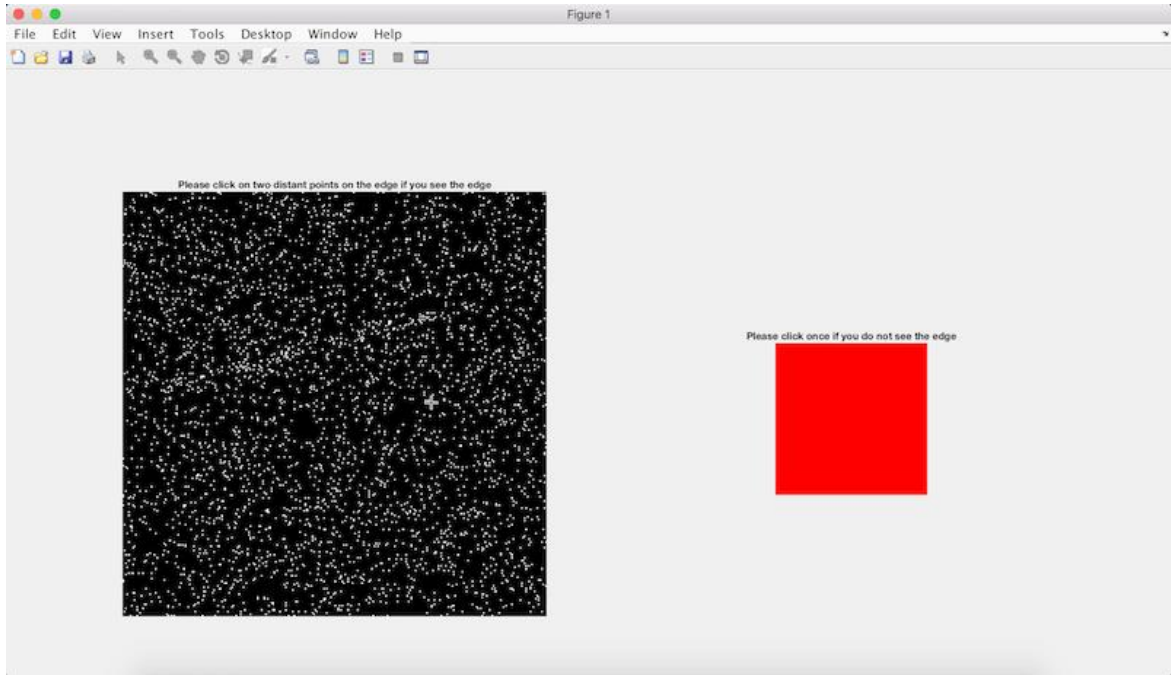 Figure 1
File Edit View Insert Tools Desktop Window Help
Please click on two distant points on the edge if you see the edge
Please click once if you do not see the edge